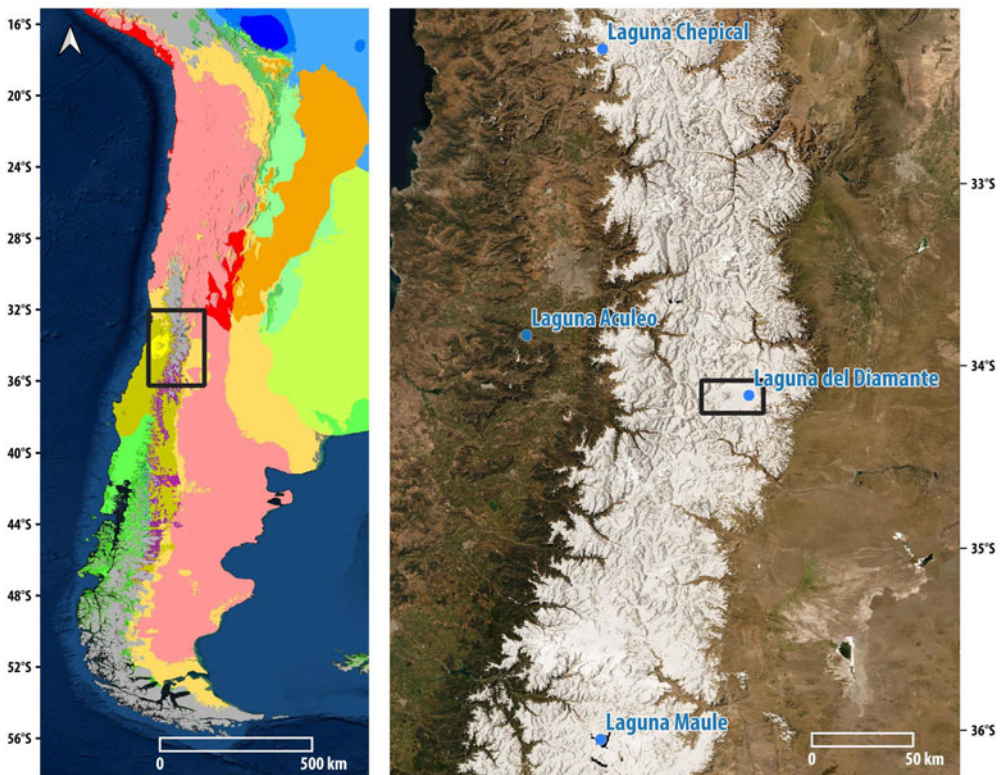 16°S
20°S
24°S
28°S
32°S
36°S
40°S
44°S
48°S
52°S
56°S
0
500 km
Laguna Chepical
33°S
Laguna Aculeo
34°S
Laguna del Diamante
35°S
Laguna Maule
36°S
0
50 km